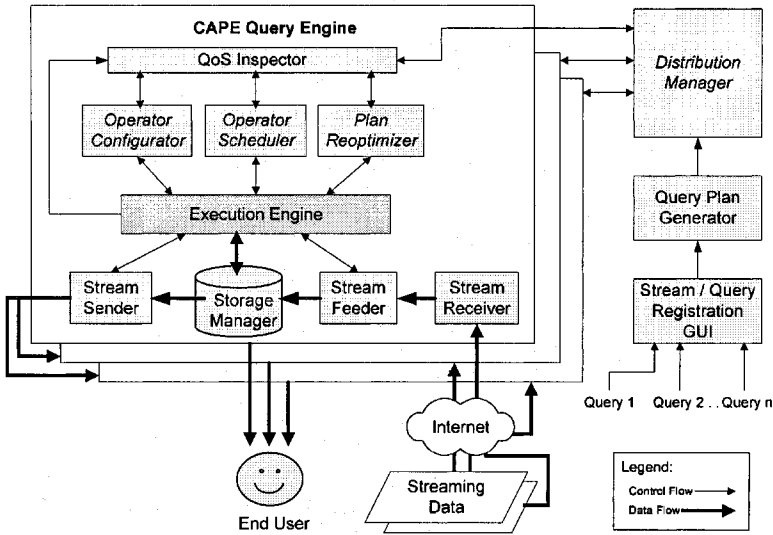 CAPE Query Engine
QoS Inspector
Operator
Configurator
Operator
Scheduler
Plan
Reoptimizer
Execution Engine
Stream
Sender
Storage
Manager
Stream
Feeder
Stream
Receiver
Distribution
Manager
Query Plan
Generator
Stream / Query
Registration
GUI
Query 1
Query 2 . . Query n
Internet
Streaming
Data
End User
Legend:
Control Flow
Data Flow